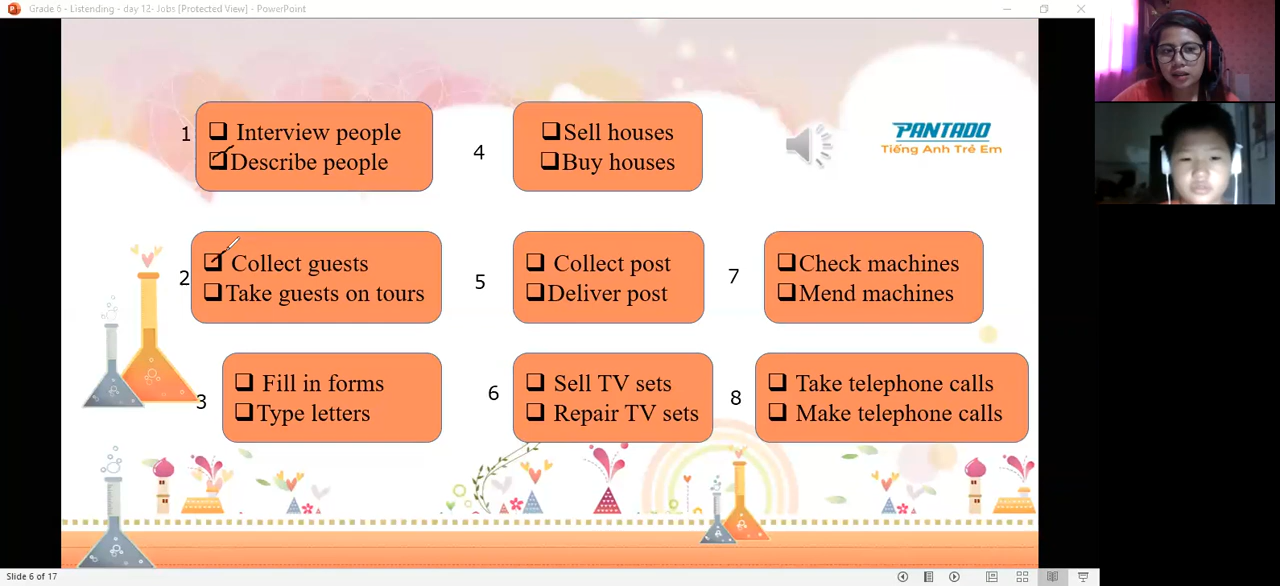 Grade 6 - Listending - day 12- Jobs [Protected View] - PowerPoint
1
Interview people
Describe people
4
Sell houses
Buy houses
PANTADO
Tiếng Anh Trẻ Em
2
Collect guests
Take guests on tours
5
Collect post
Deliver post
7
Check machines
Mend machines
3
Fill in forms
Type letters
6
Sell TV sets
Repair TV sets
8
Take telephone calls
Make telephone calls
Slide 6 of 17